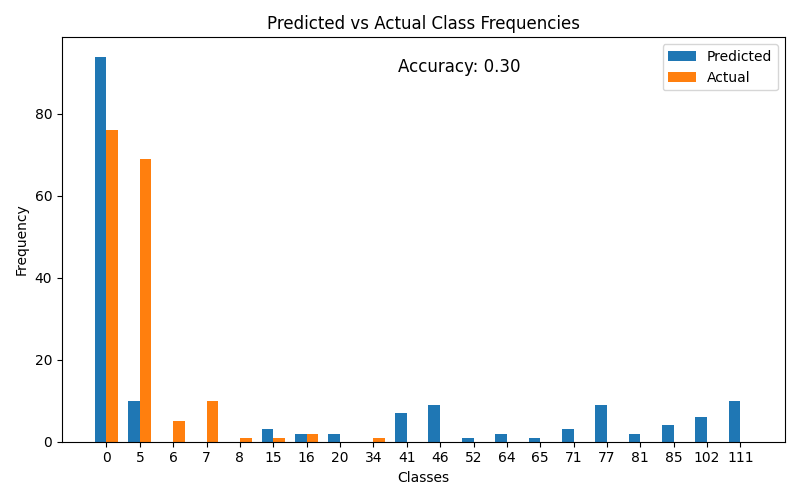 Predicted vs Actual Class Frequencies
Accuracy: 0.30
Predicted
Actual
Frequency
80
60
40
20
0
0 5 6 7 8 15 16 20 34 41 46 52 64 65 71 77 81 85 102 111
Classes